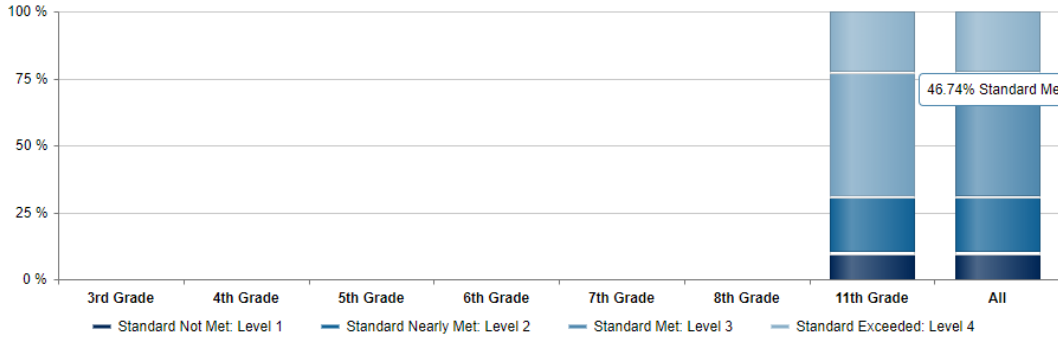 100 %
75 %
46.74% Standard Me
50 %
25 %
0 %
3rd Grade 4th Grade 5th Grade 6th Grade 7th Grade 8th Grade 11th Grade All
Standard Not Met: Level 1 Standard Nearly Met: Level 2 Standard Met: Level 3 Standard Exceeded: Level 4